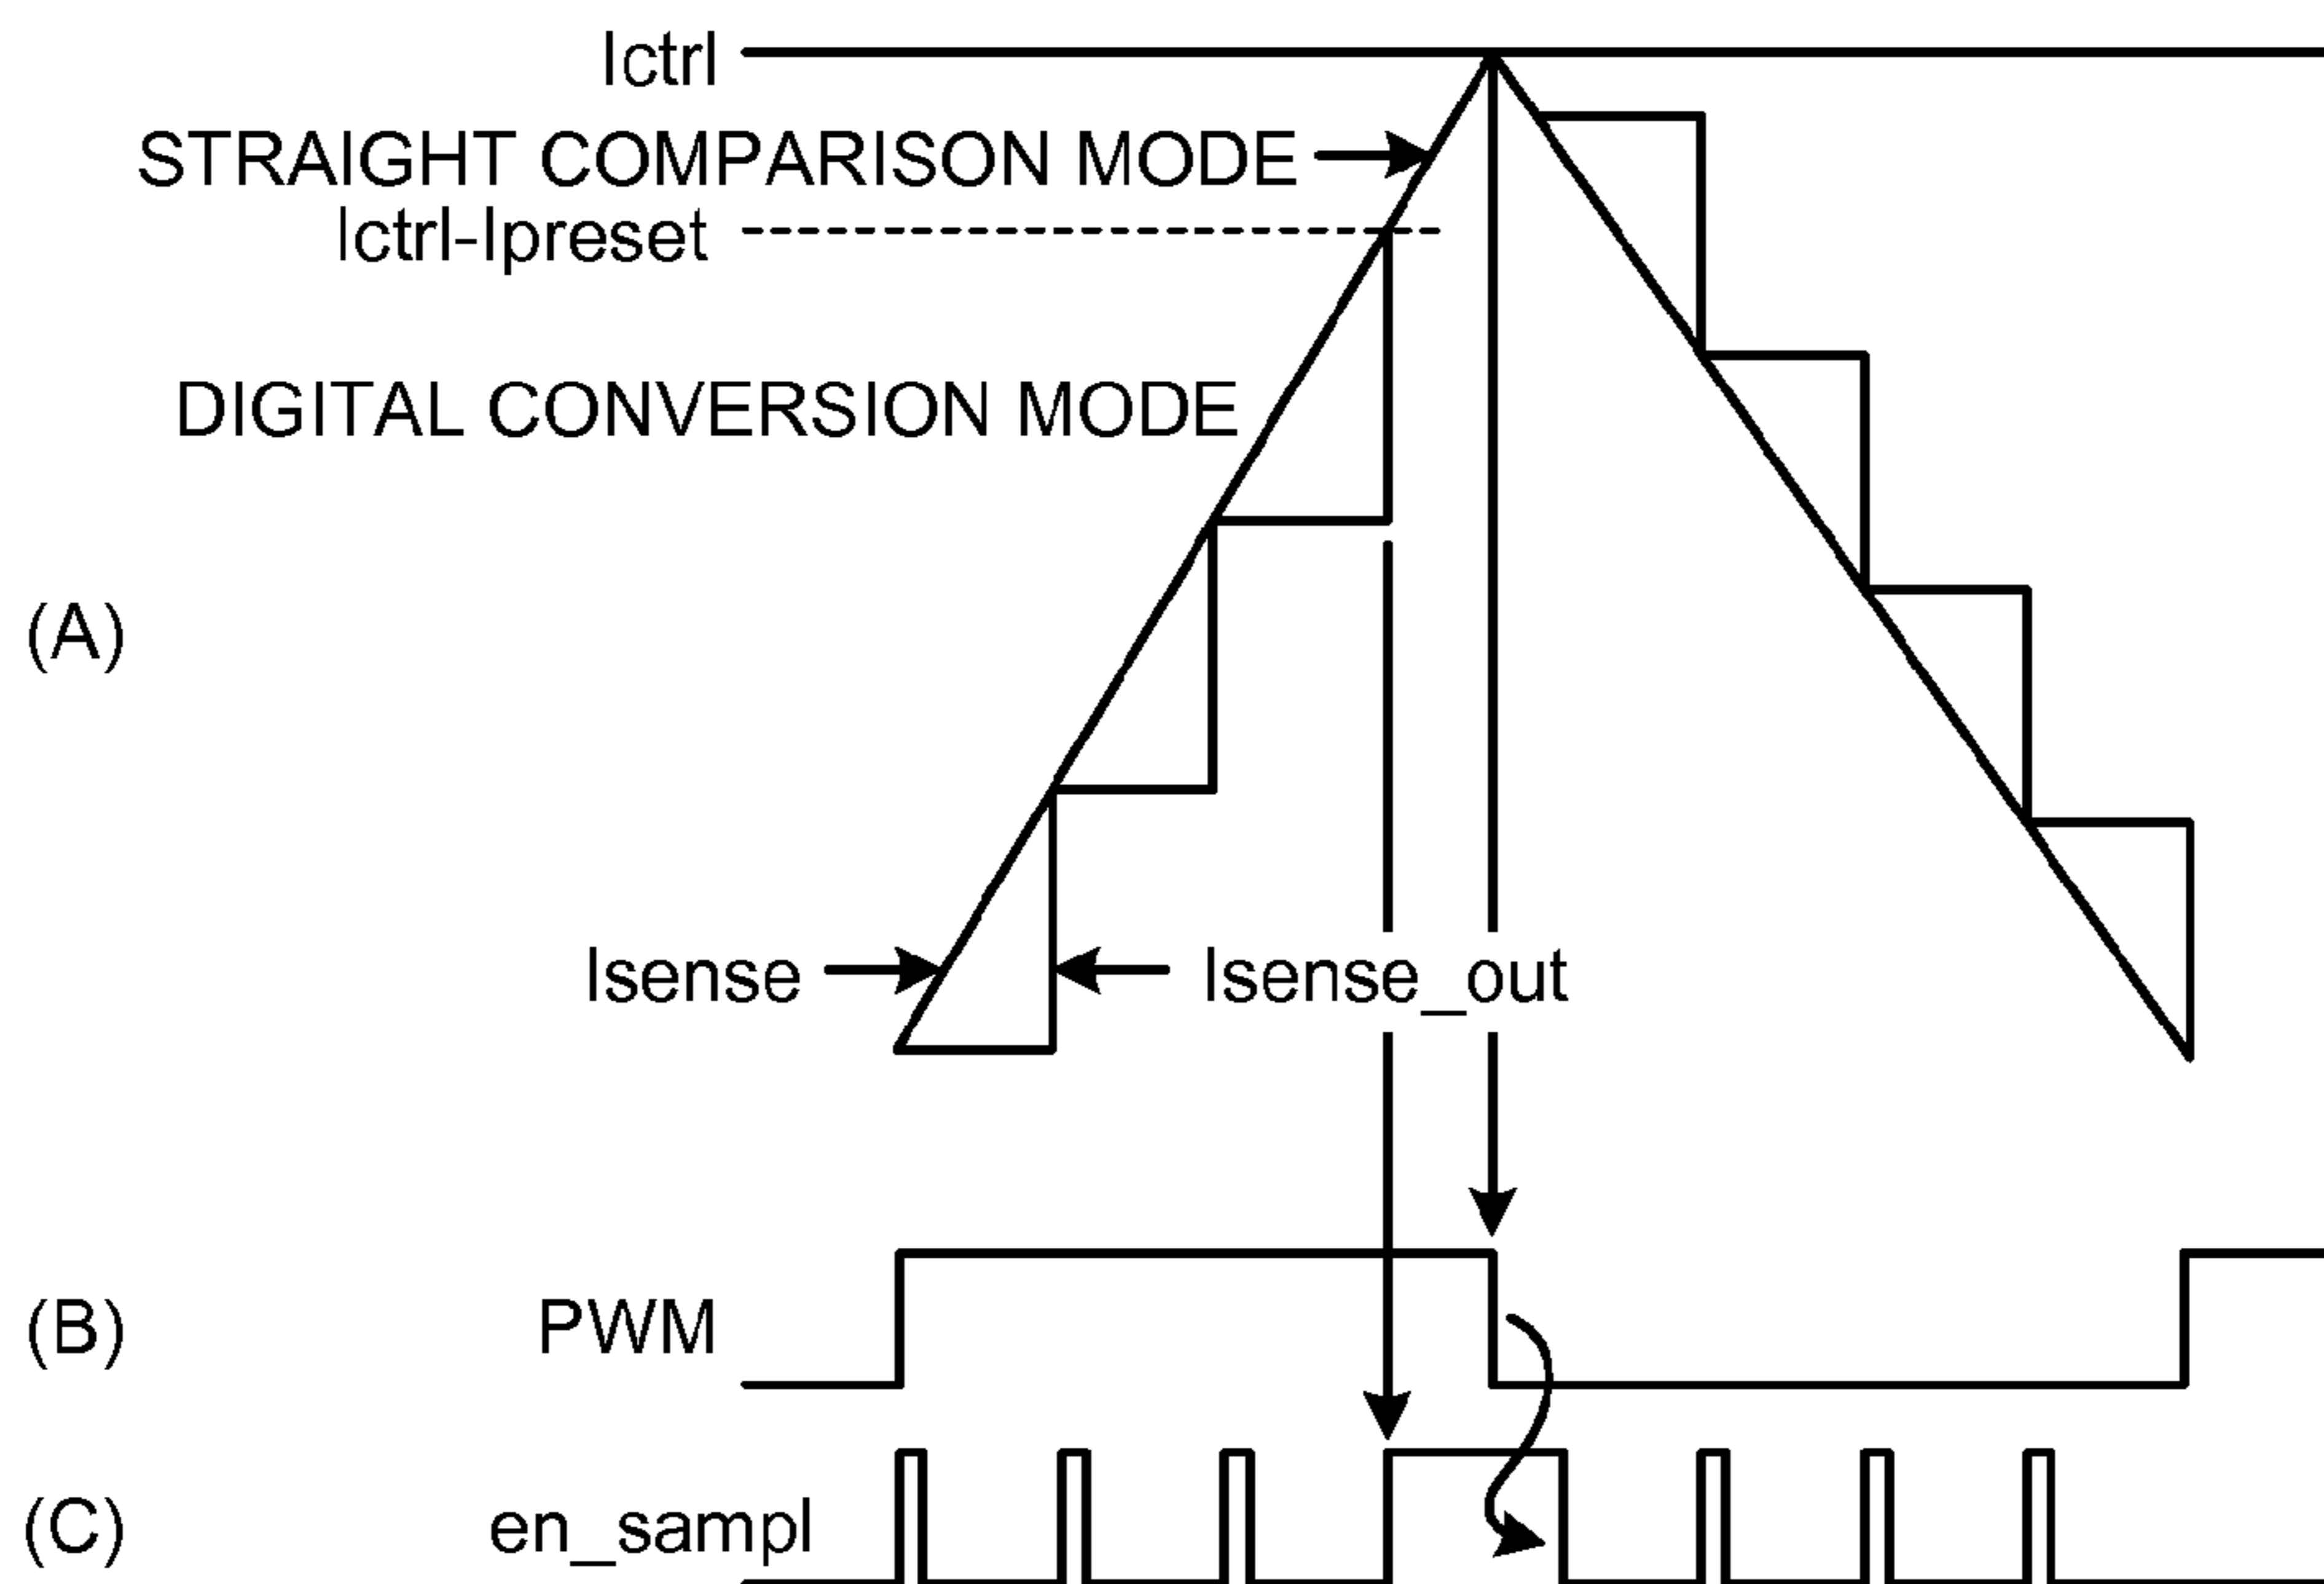 Ictrl
STRAIGHT COMPARISON MODE
Ictrl-Ipreset
DIGITAL CONVERSION MODE
(A)
Isense
Isense_out
(B)
PWM
(C)
en_sampl